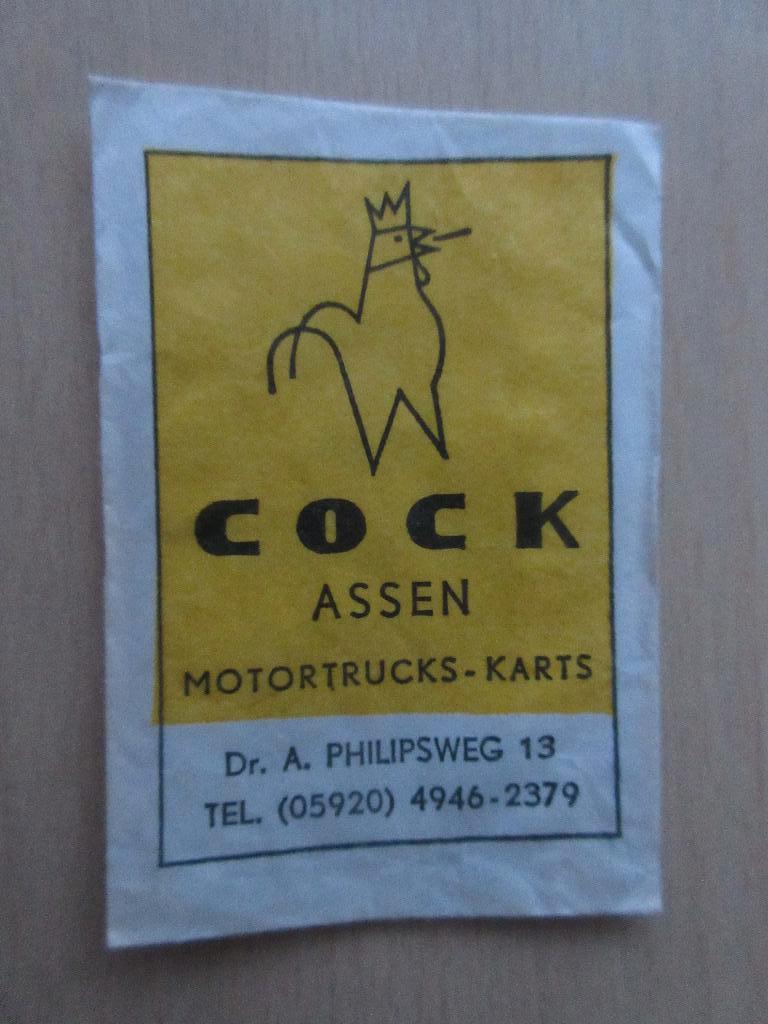 COCK
ASSEN
MOTORTRUCKS-KARTS
Dr. A. PHILIPSWEG 13
TEL. (05920) 4946-2379